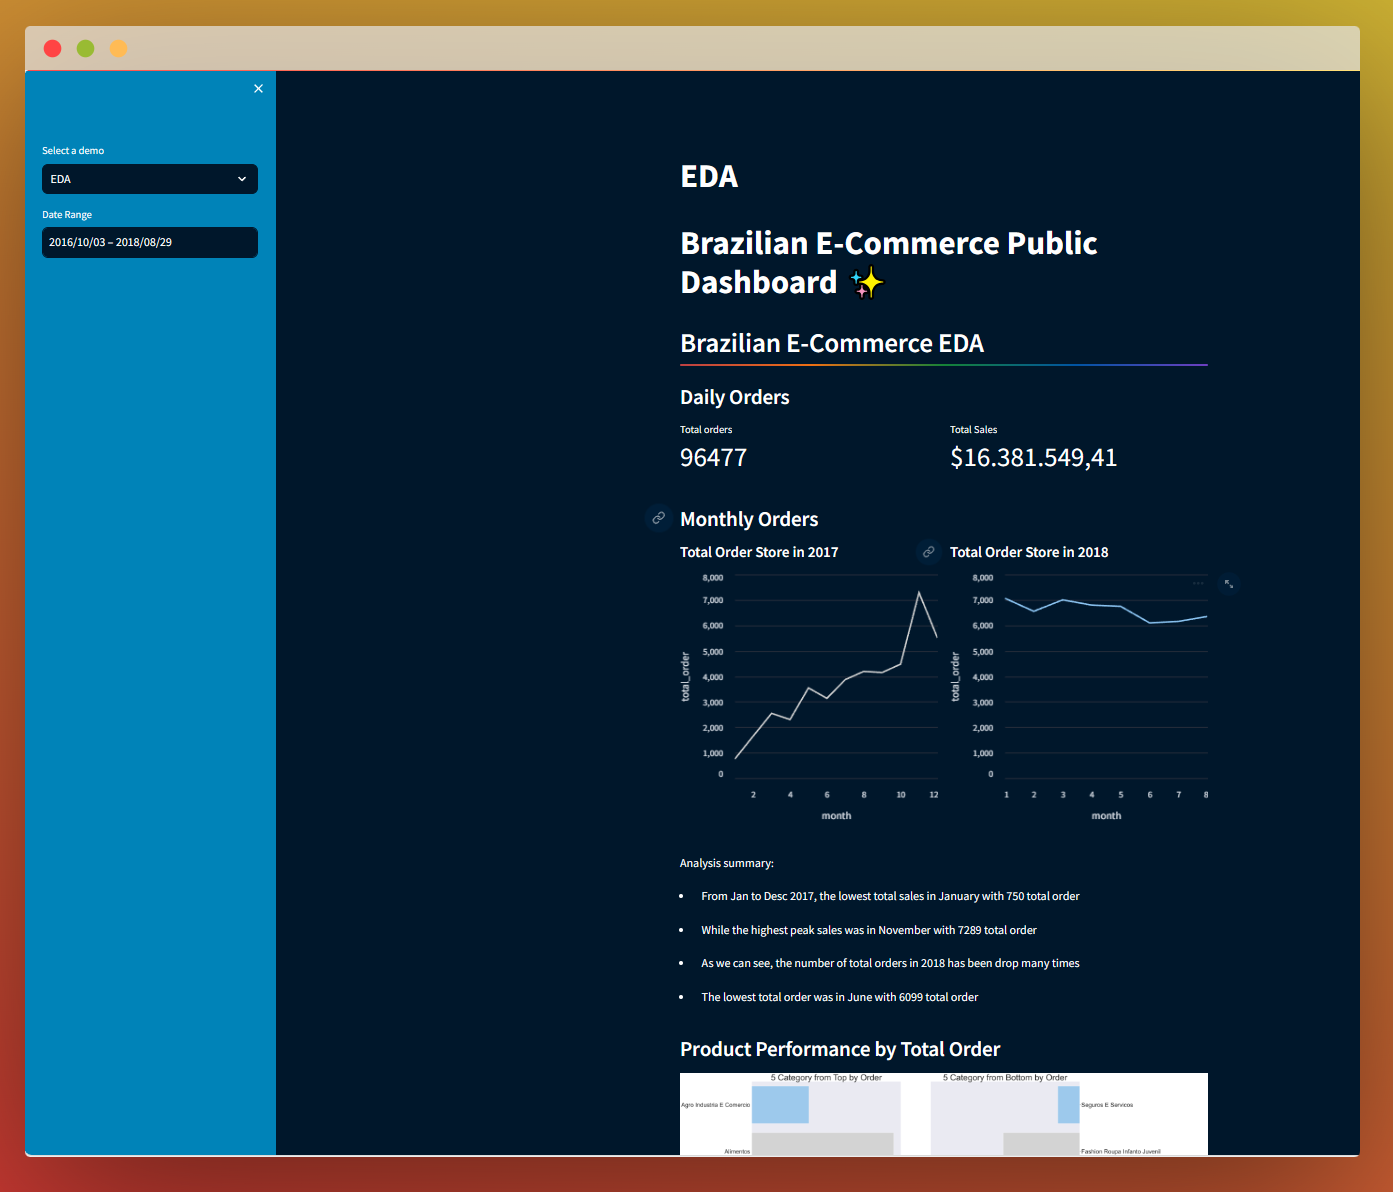 Select a demo
EDA
Date Range
2016/10/03 – 2018/08/29
EDA
Brazilian E-Commerce Public
Dashboard ✨
Brazilian E-Commerce EDA
Daily Orders
Total orders
96477
Total Sales
$16.381.549,41
Monthly Orders
Total Order Store in 2017
8,000
7,000
6,000
5,000
4,000
3,000
2,000
1,000
0
total_order
2 4 6 8 10 12
month
Total Order Store in 2018
8,000
7,000
6,000
5,000
4,000
3,000
2,000
1,000
0
total_order
1 2 3 4 5 6 7 8
month
Analysis summary:
• From Jan to Desc 2017, the lowest total sales in January with 750 total order
• While the highest peak sales was in November with 7289 total order
• As we can see, the number of total orders in 2018 has been drop many times
• The lowest total order was in June with 6099 total order
Product Performance by Total Order
5 Category from Top by Order
Agro Industria E Comercio
Alimentos
5 Category from Bottom by Order
Seguros E Servicos
Fashion Roupa Infanto Juvenil